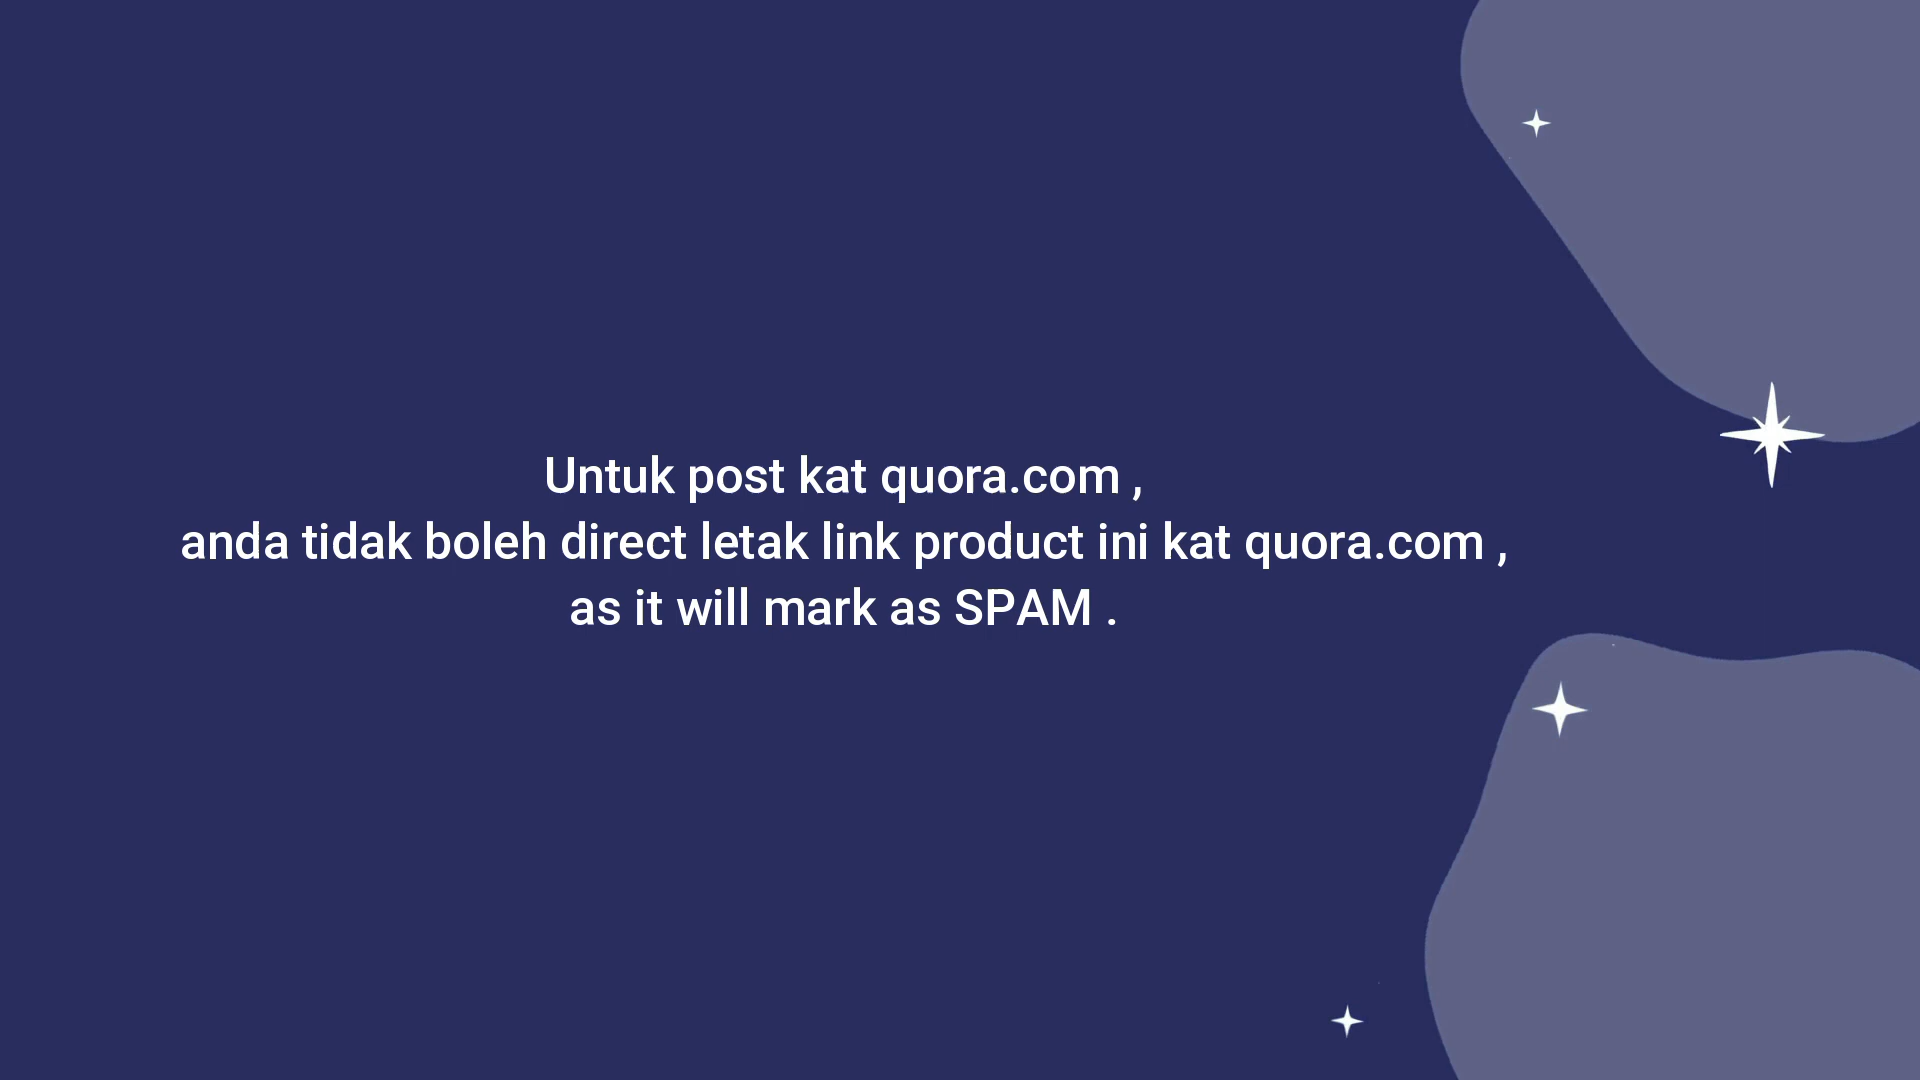 Untuk post kat quora.com ,
anda tidak boleh direct letak link product ini kat quora.com ,
as it will mark as SPAM .